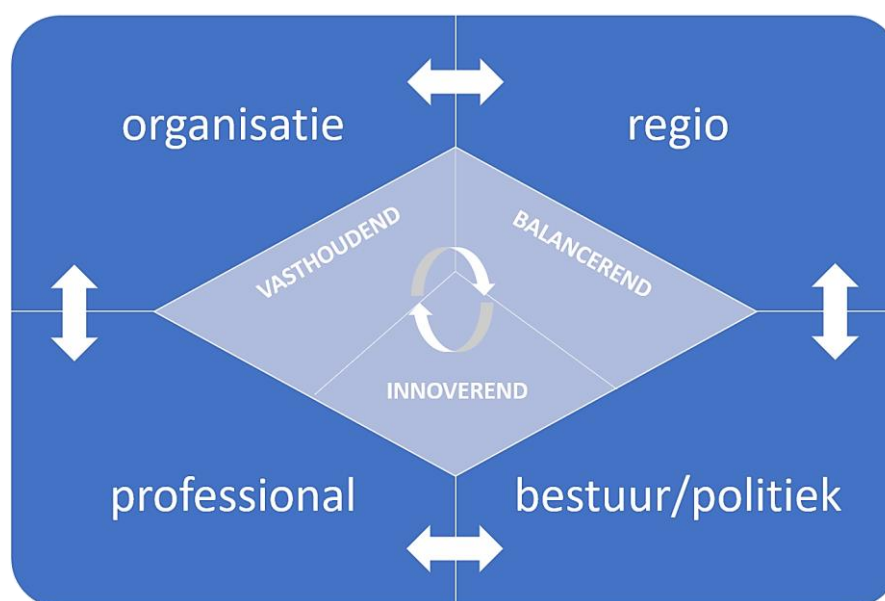 organisatie
regio
VASTHOUDEND
BALANCEREND
INNOVEREND
professional
bestuur/politiek